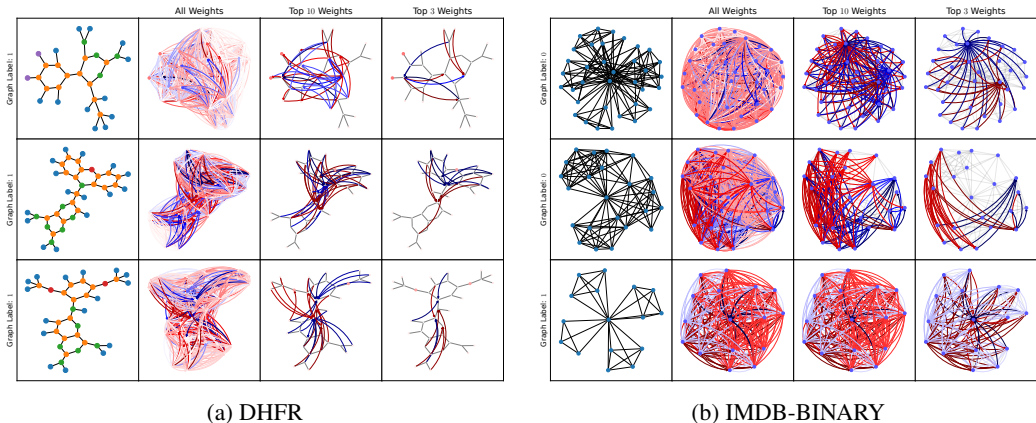 All Weights Top 10 Weights Top 3 Weights
Graph Label: 1
Graph Label: 1
Graph Label: 1
(a) DHFR
All Weights Top 10 Weights Top 3 Weights
Graph Label: 0
Graph Label: 0
Graph Label: 1
(b) IMDB-BINARY